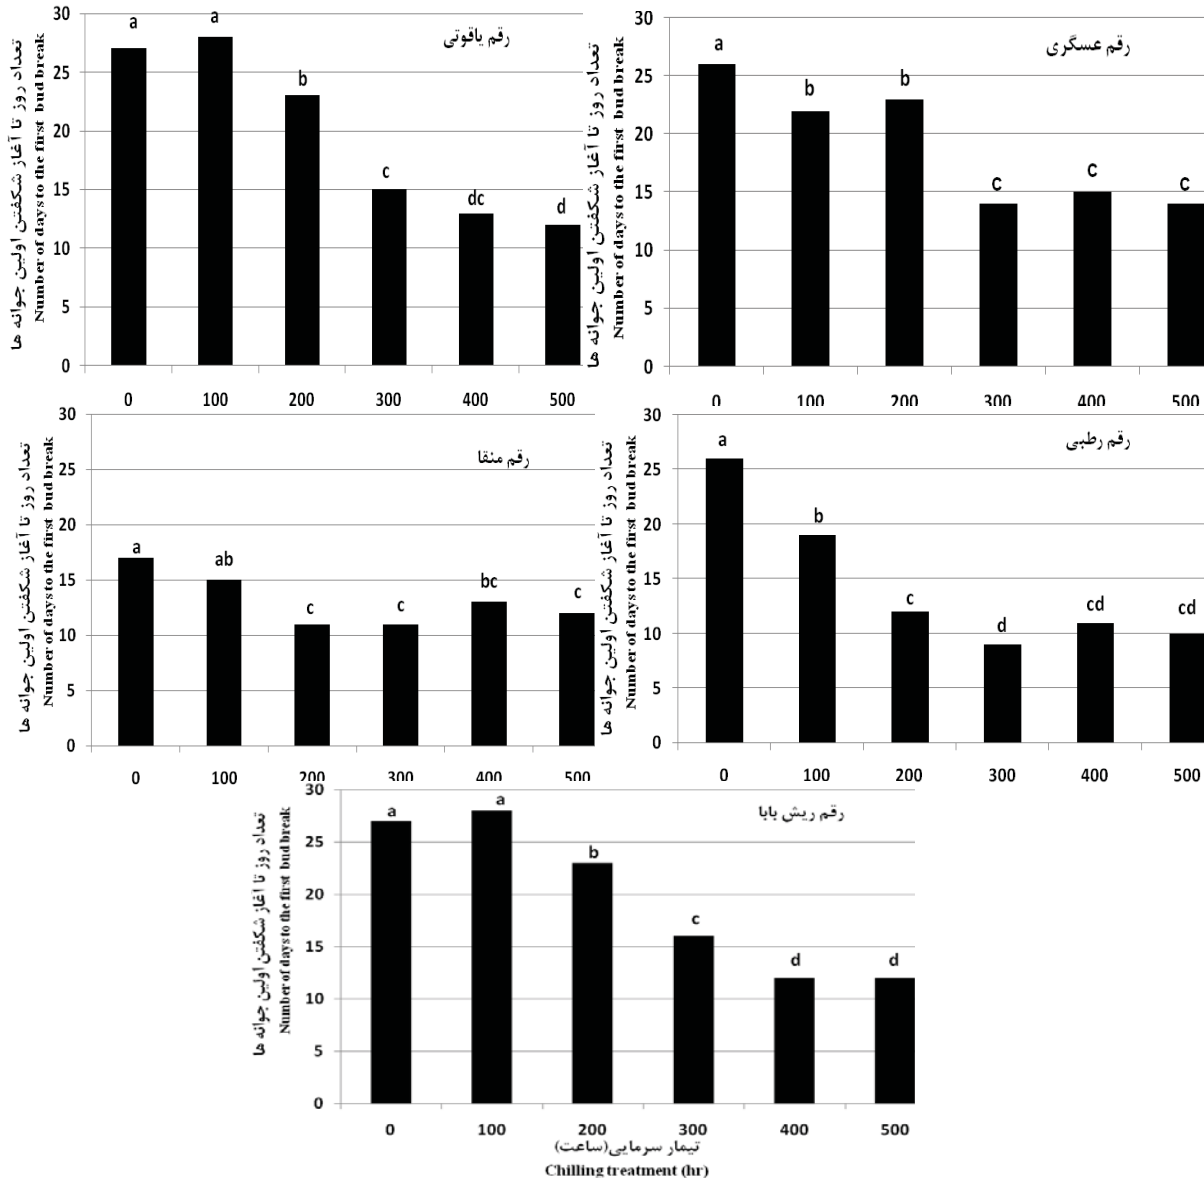 تعداد روز تا آغاز شکفتن اولین جوانه ها
Number of days to the first bud break
رقم یاقوتی
30
25
20
15
10
5
0
a
a
b
c
dc
d
0 100 200 300 400 500
تعداد روز تا آغاز شکفتن اولین جوانه ها
Number of days to the first bud break
رقم عسگری
30
25
20
15
10
5
0
a
b
b
C
C
C
0 100 200 300 400 500
تعداد روز تا آغاز شکفتن اولین جوانه ها
Number of days to the first bud break
رقم منقا
30
25
20
15
10
5
0
a
ab
c
c
bc
c
0 100 200 300 400 500
تعداد روز تا آغاز شکفتن اولین جوانه ها
Number of days to the first bud break
رقم رطبی
30
25
20
15
10
5
0
a
b
c
d
cd
cd
0 100 200 300 400 500
تعداد روز تا آغاز شکفتن اولین جوانه ها
Number of days to the first bud break
رقم ریش بابا
30
25
20
15
10
5
0
a
a
b
c
d
d
0 100 200 300 400 500
تیمار سرمایی(ساعت)
Chilling treatment (hr)